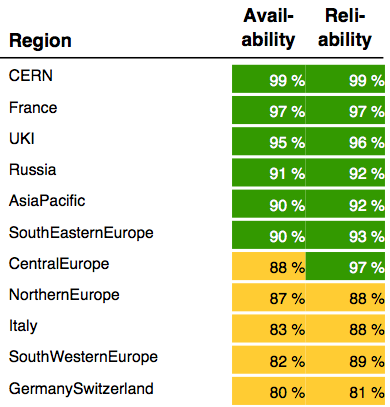 Avail- Reli-
Region ability ability
CERN 99 % 99 %
France 97 % 97 %
UKI 95 % 96 %
Russia 91 % 92 %
AsiaPacific 90 % 92 %
SouthEasternEurope 90 % 93 %
CentralEurope 88 % 97 %
NorthernEurope 87 % 88 %
Italy 83 % 88 %
SouthWesternEurope 82 % 89 %
GermanySwitzerland 80 % 81 %